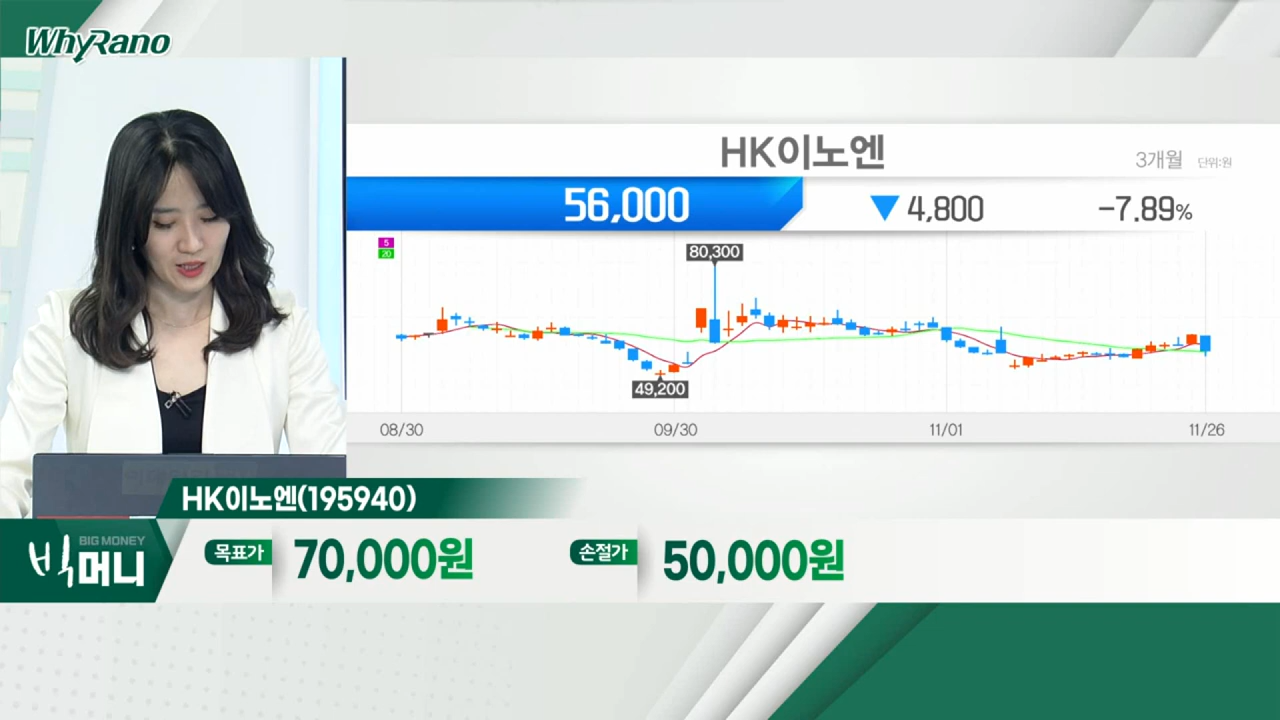 WhyRano
HK이노엔
3개월 단위:원
56,000 ▼4,800 -7.89%
5
20
80,300
49,200
08/30 09/30 11/01 11/26
HK이노엔(195940)
BIG MONEY
빅머니
목표가 70,000원 손절가 50,000원